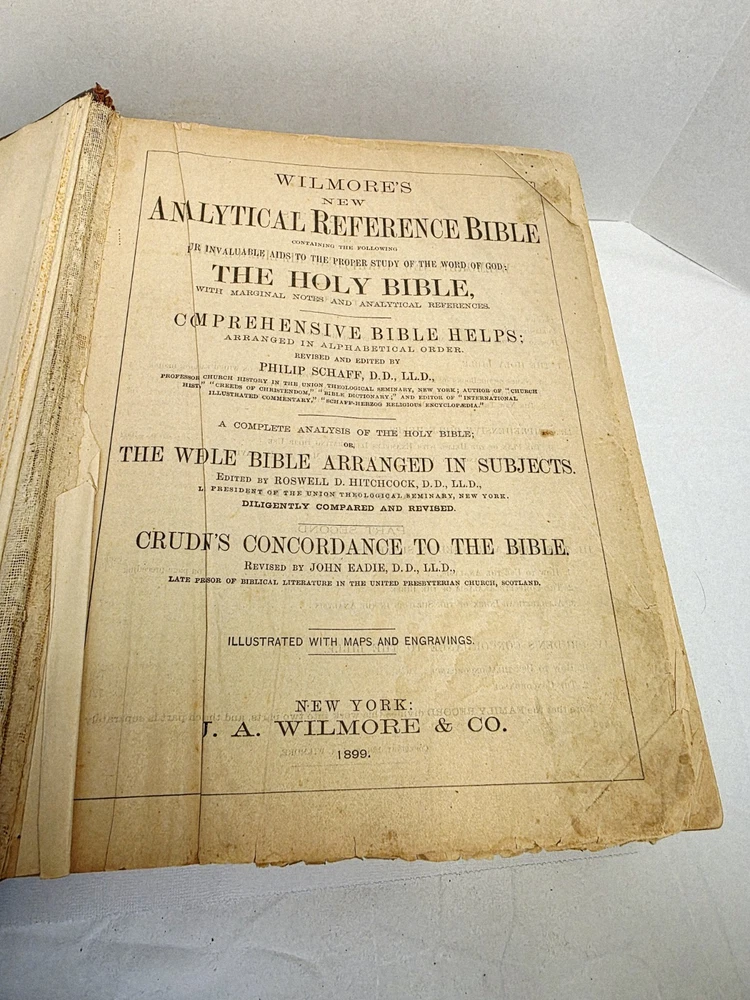 WILMORE'S
NEW
ANALYTICAL REFERENCE BIBLE
CONTAINING THE FOLLOWING
UR INVALUABLE AIDS TO THE PROPER STUDY OF THE WORD OF GOD;
THE HOLY BIBLE,
WITH MARGINAL NOTES AND ANALYTICAL REFERENCES.
COMPREHENSIVE BIBLE HELPS;
ARRANGED IN ALPHABETICAL ORDER.
REVISED AND EDITED BY
PHILIP SCHAFF, D.D., LL.D.,
PROFESSOR CHURCH HISTORY IN THE UNION THEOLOGICAL SEMINARY, NEW YORK; AUTHOR OF "CHURCH
HIST," "CREEDS OF CHRISTENDOM," "BIBLE DICTIONARY;" AND EDITOR OF "INTERNATIONAL
ILLUSTRATED COMMENTARY," "SCHAFF-HERZOG RELIGIOUS ENCYCLOPÆDIA."
A COMPLETE ANALYSIS OF THE HOLY BIBLE;
OR,
THE WLE BIBLE ARRANGED IN SUBJECTS.
EDITED BY ROSWELL D. HITCHCOCK, D.D., LL.D.,
L PRESIDENT OF THE UNION THEOLOGICAL SEMINARY, NEW YORK.
DILIGENTLY COMPARED AND REVISED.
CRUDN'S CONCORDANCE TO THE BIBLE.
REVISED BY JOHN EADIE, D.D., LL.D.,
LATE PRSOR OF BIBLICAL LITERATURE IN THE UNITED PRESBYTERIAN CHURCH, SCOTLAND,
ILLUSTRATED WITH MAPS AND ENGRAVINGS.
NEW YORK:
J. A. WILMORE & CO.
1899.